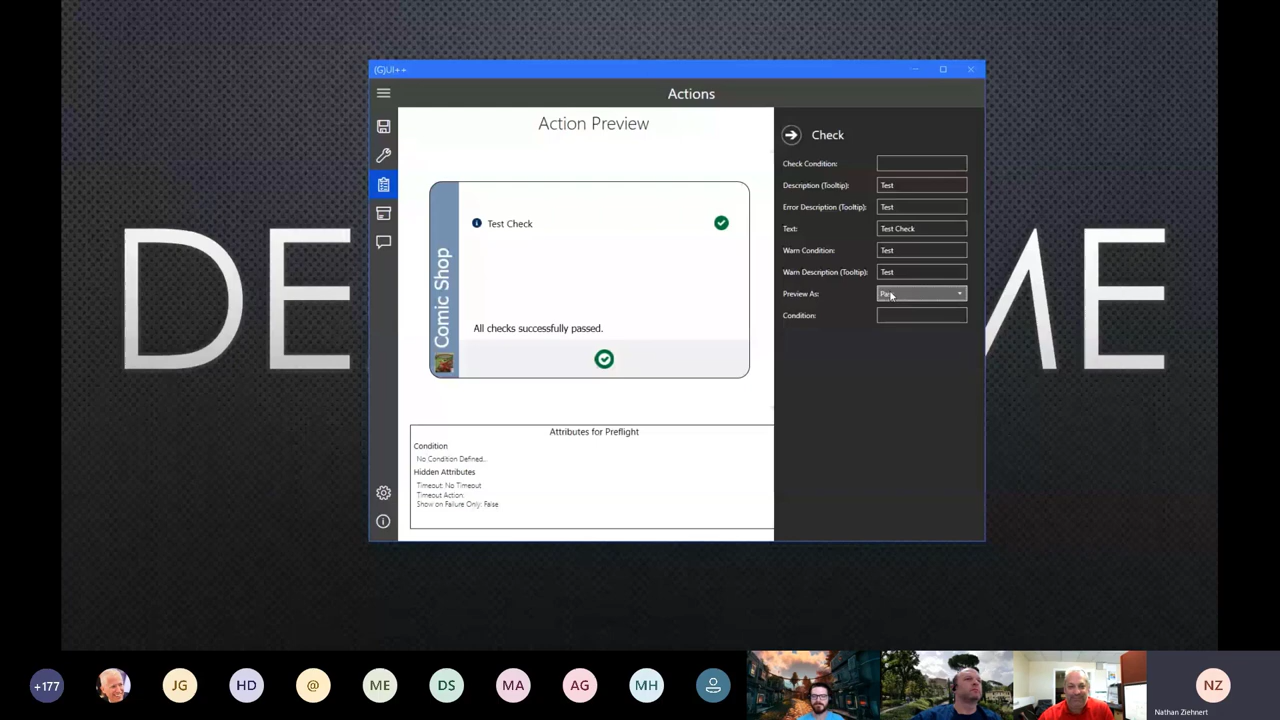 DE ME
(G)UI++
Actions
Action Preview
Comic Shop
Test Check
All checks successfully passed.
Attributes for Preflight
Condition
No Condition Defined..
Hidden Attributes
Timeout: No Timeout
Timeout Action:
Show on Failure Only: False
Check
Check Condition:
Description (Tooltip): Test
Error Description (Tooltip): Test
Text: Test Check
Warn Condition: Test
Warn Description (Tooltip): Test
Preview As:
Condition:
+177 JG HD @ ME DS MA AG MH NZ
Nathan Ziehnert